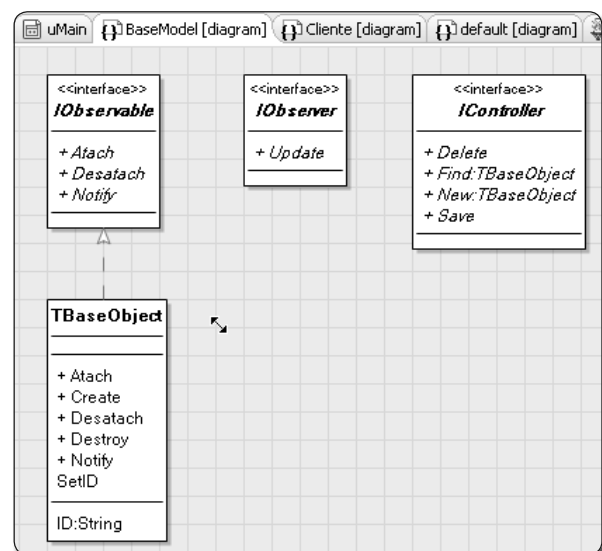 uMain
BaseModel [diagram]
Cliente [diagram]
default [diagram]
<<interface>>
IObservable
+ Atach
+ Desatach
+ Notify
<<interface>>
IObserver
+ Update
<<interface>>
IController
+ Delete
+ Find:TBaseObject
+ New:TBaseObject
+ Save
TBaseObject
+ Atach
+ Create
+ Desatach
+ Destroy
+ Notify
SetID
ID:String